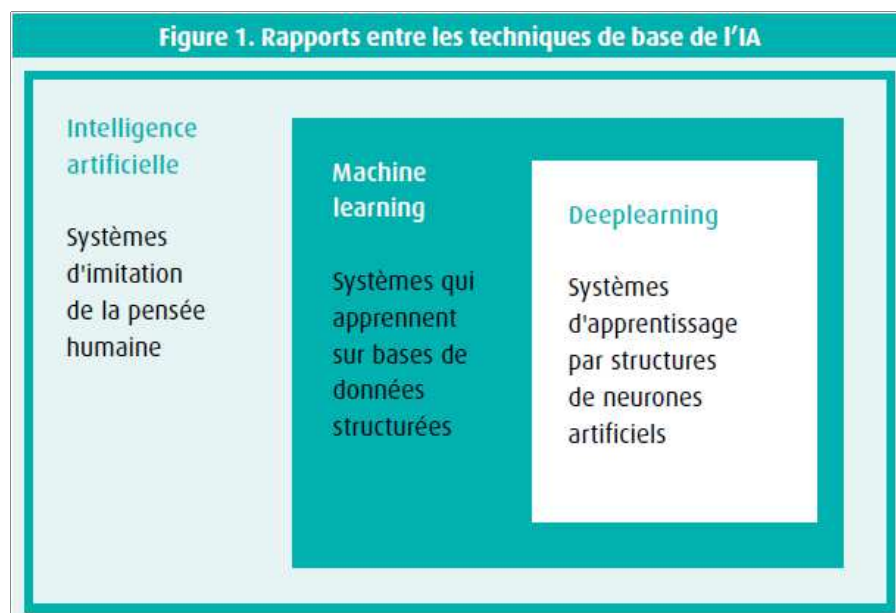 Figure 1. Rapports entre les techniques de base de l’IA
Intelligence
artificielle
Systèmes
d'imitation
de la pensée
humaine
Machine
learning
Systèmes qui
apprennent
sur bases de
données
structurées
Deeplearning
Systèmes
d'apprentissage
par structures
de neurones
artificiels